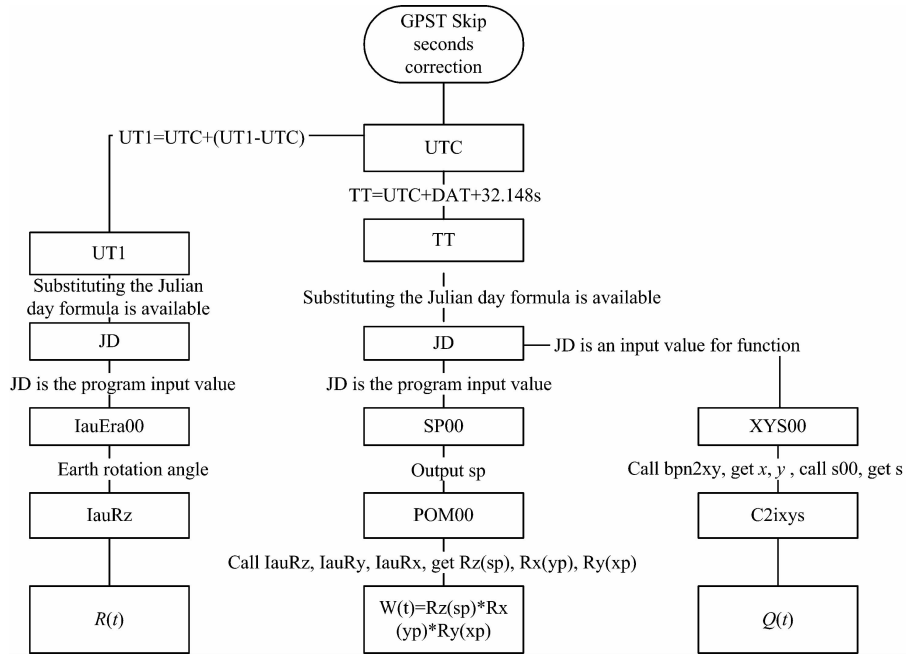 GPST Skip
seconds
correction
UT1=UTC+(UT1-UTC)
UTC
TT=UTC+DAT+32.148s
UT1
TT
Substituting the Julian
day formula is available
Substituting the Julian day formula is available
JD
JD
JD is an input value for function
JD is the program input value
JD is the program input value
IauEra00
SP00
XYS00
Earth rotation angle
Output sp
Call bpn2xy, get x, y , call s00, get s
IauRz
POM00
C2ixys
Call IauRz, IauRy, IauRx, get Rz(sp), Rx(yp), Ry(xp)
R(t)
W(t)=Rz(sp)*Rx
(yp)*Ry(xp)
Q(t)